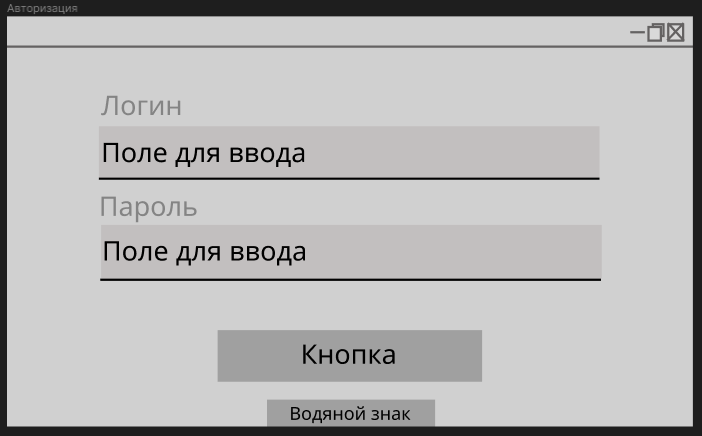 Авторизация
Логин
Поле для ввода
Пароль
Поле для ввода
Кнопка
Водяной знак